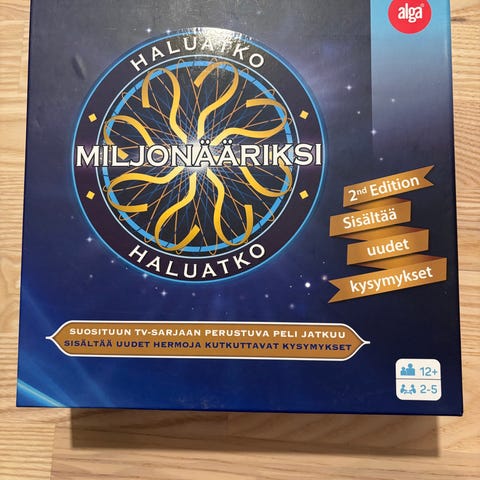 alga
HALUATKO
MILJONÄÄRIKSI
HALUATKO
2nd Edition
Sisältää
uudet
kysymykset
SUOSITUUN TV-SARJAAN PERUSTUVA PELI JATKUU
SISÄLTÄÄ UUDET HERMOJA KUTKUTTAVAT KYSYMYKSET
12+
2-5